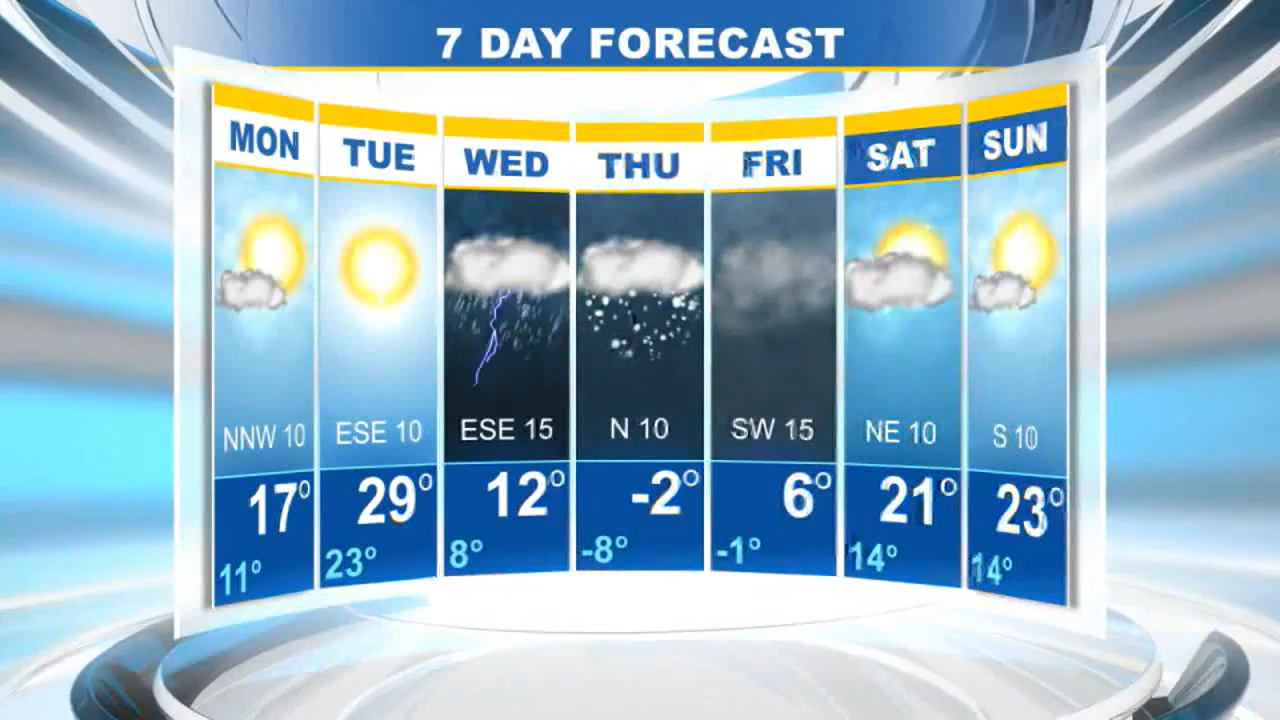 7 DAY FORECAST
MON TUE WED THU FRI SAT SUN
NNW 10 ESE 10 ESE 15 N 10 SW 15 NE 10 S 10
17° 29° 12° -2° 6° 21° 23°
11° 23° 8° -8° -1° 14° 14°